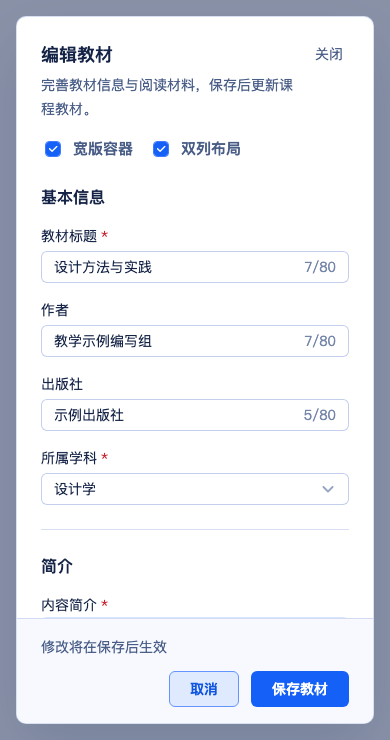 编辑教材
关闭
完善教材信息与阅读材料，保存后更新课
程教材。
宽版容器
双列布局
基本信息
教材标题 *
设计方法与实践 7/80
作者
教学示例编写组 7/80
出版社
示例出版社 5/80
所属学科 *
设计学
简介
内容简介 *
修改将在保存后生效
取消
保存教材